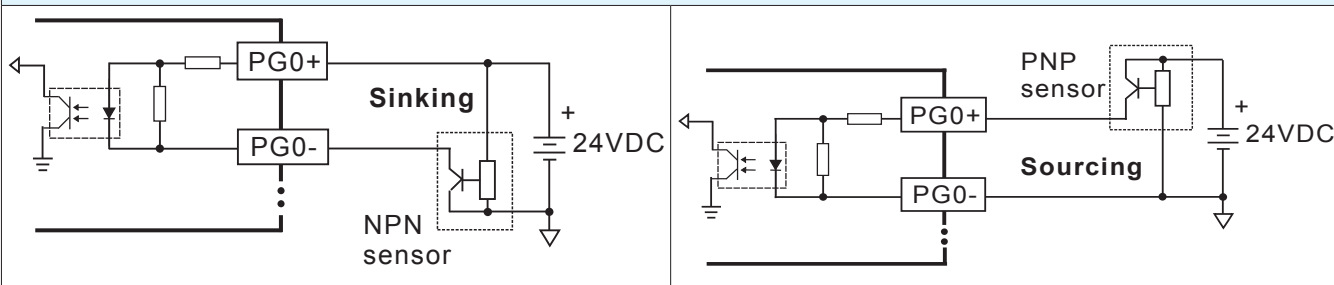 PG0+
Sinking
+
24VDC
PG0-
NPN
sensor
PNP
sensor
PG0+
+
24VDC
Sourcing
PG0-